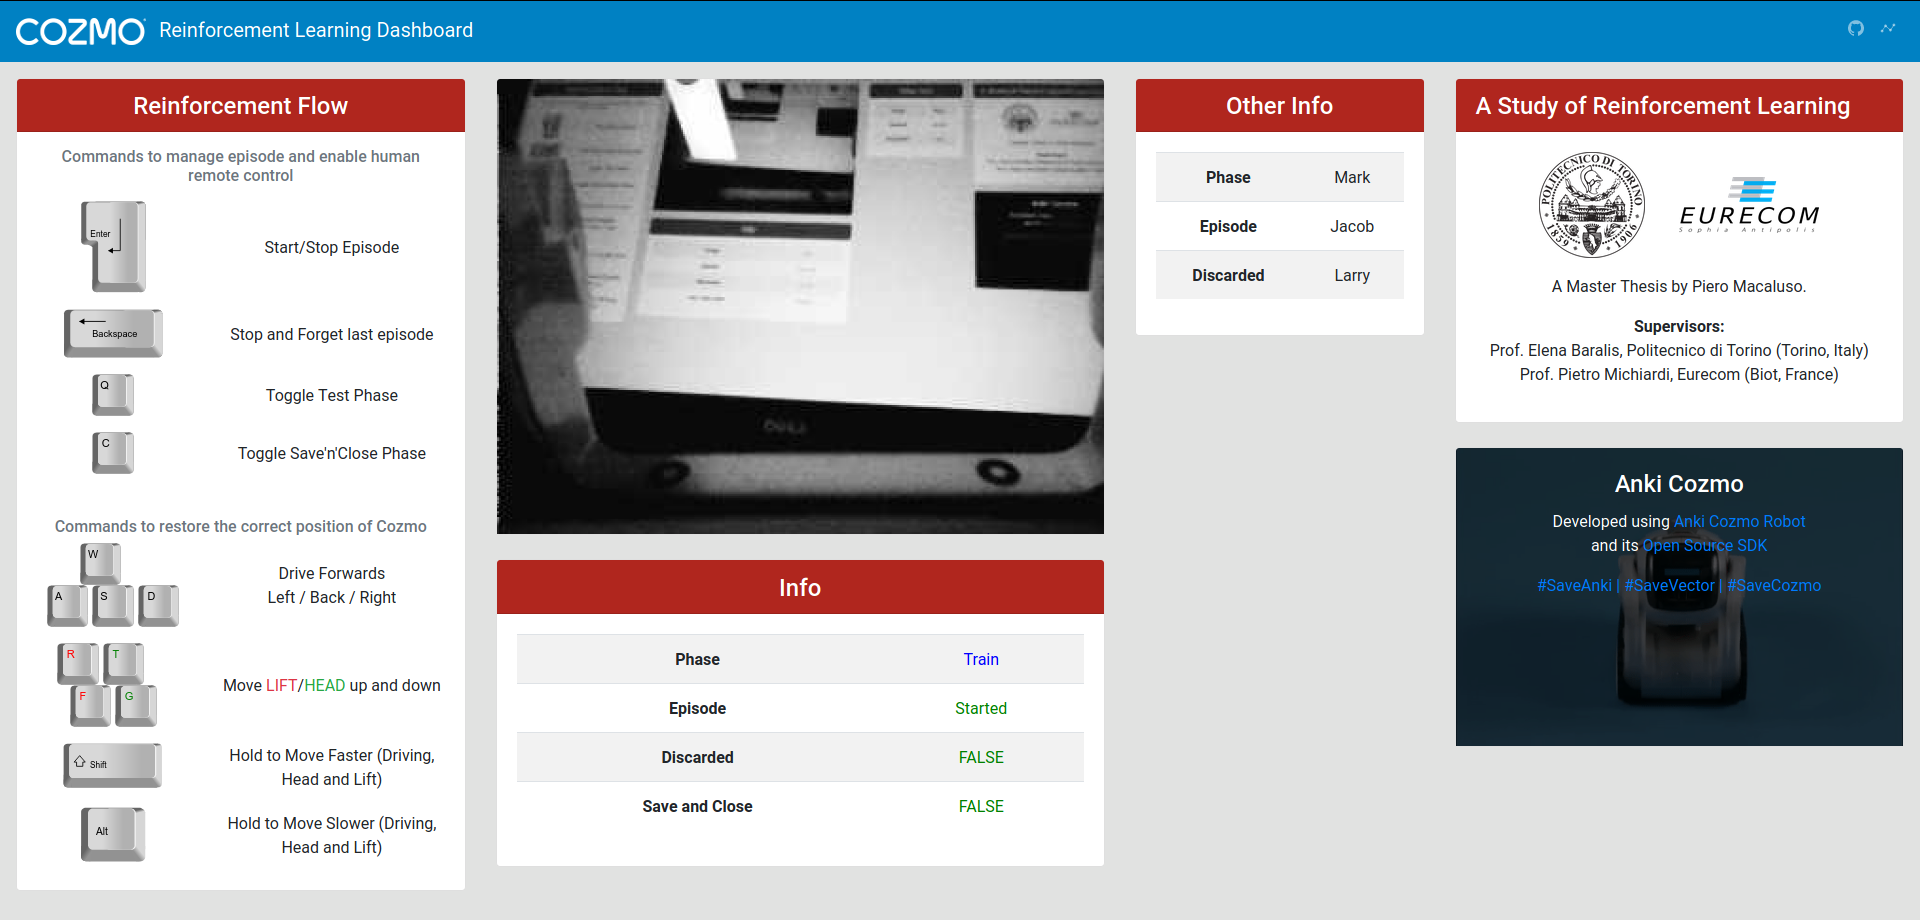 COZMO Reinforcement Learning Dashboard
Reinforcement Flow
Commands to manage episode and enable human
remote control
Enter
Start/Stop Episode
Backspace
Stop and Forget last episode
Q
Toggle Test Phase
C
Toggle Save'n'Close Phase
Commands to restore the correct position of Cozmo
W
A S D
Drive Forwards
Left / Back / Right
R T
F G
Move LIFT/HEAD up and down
Shift
Hold to Move Faster (Driving,
Head and Lift)
Alt
Hold to Move Slower (Driving,
Head and Lift)
DELL
Info
Phase Train
Episode Started
Discarded FALSE
Save and Close FALSE
Other Info
Phase Mark
Episode Jacob
Discarded Larry
A Study of Reinforcement Learning
POLITECNICO DI TORINO
1859 1906
EURECOM
Sophia Antipolis
A Master Thesis by Piero Macaluso.
Supervisors:
Prof. Elena Baralis, Politecnico di Torino (Torino, Italy)
Prof. Pietro Michiardi, Eurecom (Biot, France)
Anki Cozmo
Developed using Anki Cozmo Robot
and its Open Source SDK
#SaveAnki | #SaveVector | #SaveCozmo